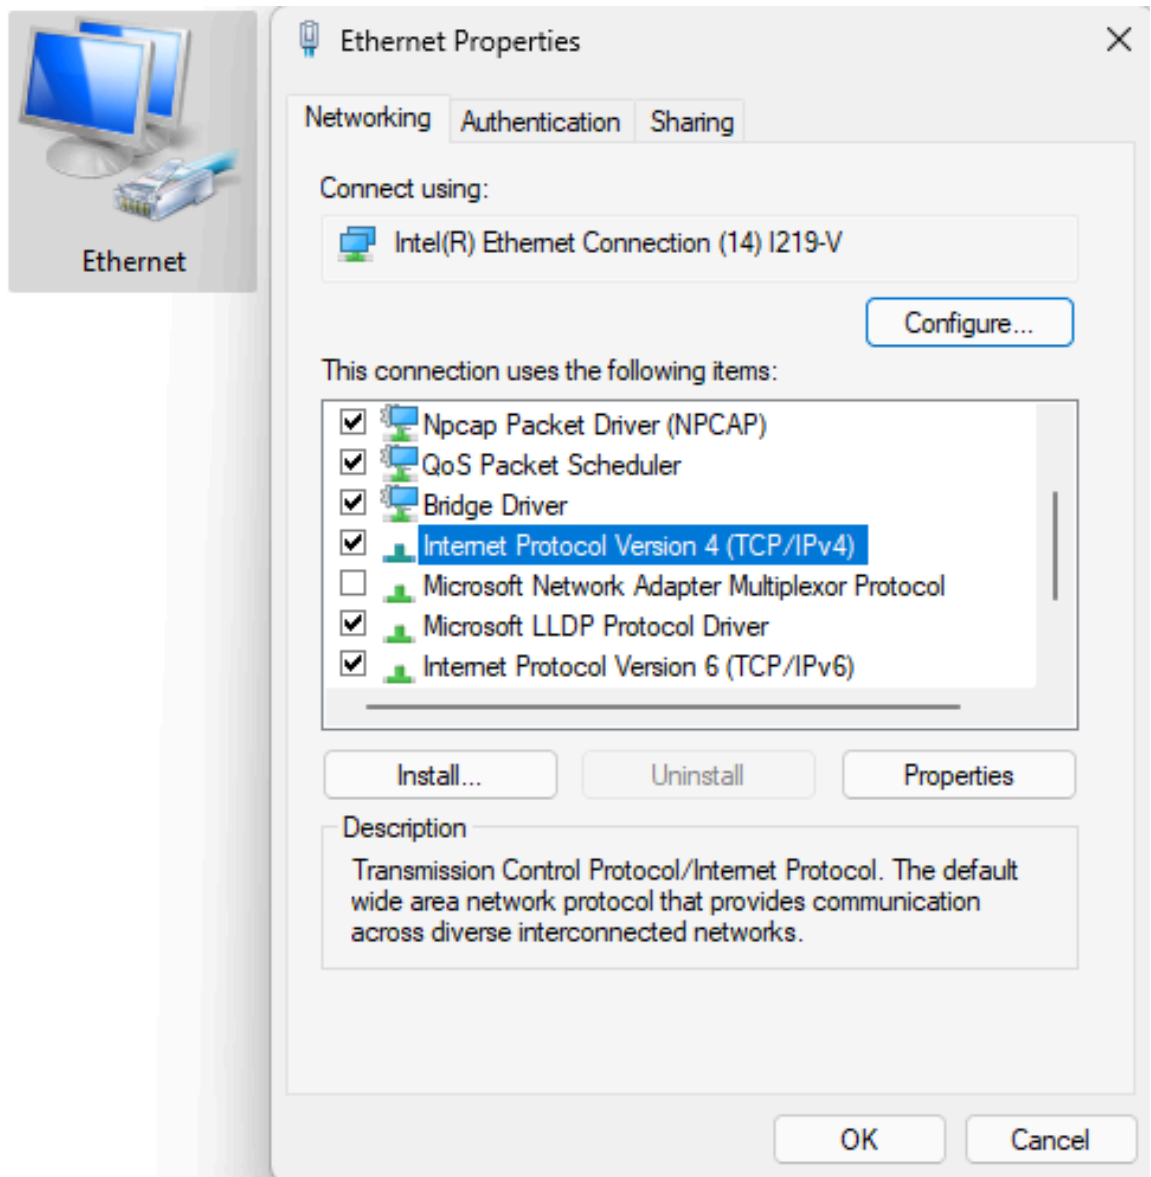 Ethernet
Ethernet Properties
Networking
Authentication
Sharing
Connect using:
Intel(R) Ethernet Connection (14) I219-V
Configure...
This connection uses the following items:
Npcap Packet Driver (NPCAP)
QoS Packet Scheduler
Bridge Driver
Internet Protocol Version 4 (TCP/IPv4)
Microsoft Network Adapter Multiplexor Protocol
Microsoft LLDP Protocol Driver
Internet Protocol Version 6 (TCP/IPv6)
Install...
Uninstall
Properties
Description
Transmission Control Protocol/Internet Protocol. The default
wide area network protocol that provides communication
across diverse interconnected networks.
OK
Cancel